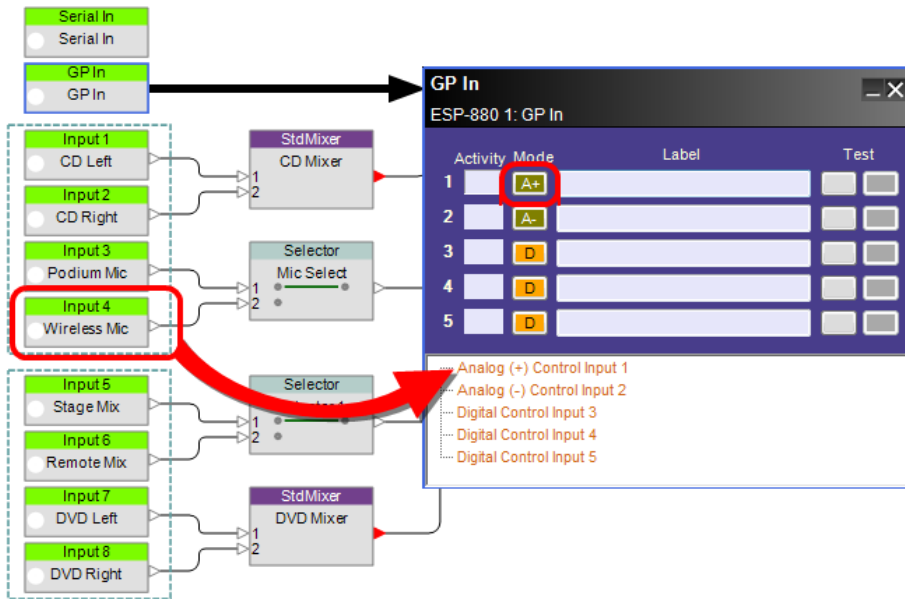 Serial In
Serial In
GP In
GP In
Input 1
CD Left
Input 2
CD Right
Input 3
Podium Mic
Input 4
Wireless Mic
StdMixer
CD Mixer
1
2
Selector
Mic Select
1
2
Input 5
Stage Mix
Input 6
Remote Mix
Input 7
DVD Left
Input 8
DVD Right
Selector
1
2
StdMixer
DVD Mixer
1
2
GP In
ESP-880 1: GP In
Activity Mode Label Test
1 A+
2 A-
3 D
4 D
5 D
Analog (+) Control Input 1
Analog (-) Control Input 2
Digital Control Input 3
Digital Control Input 4
Digital Control Input 5